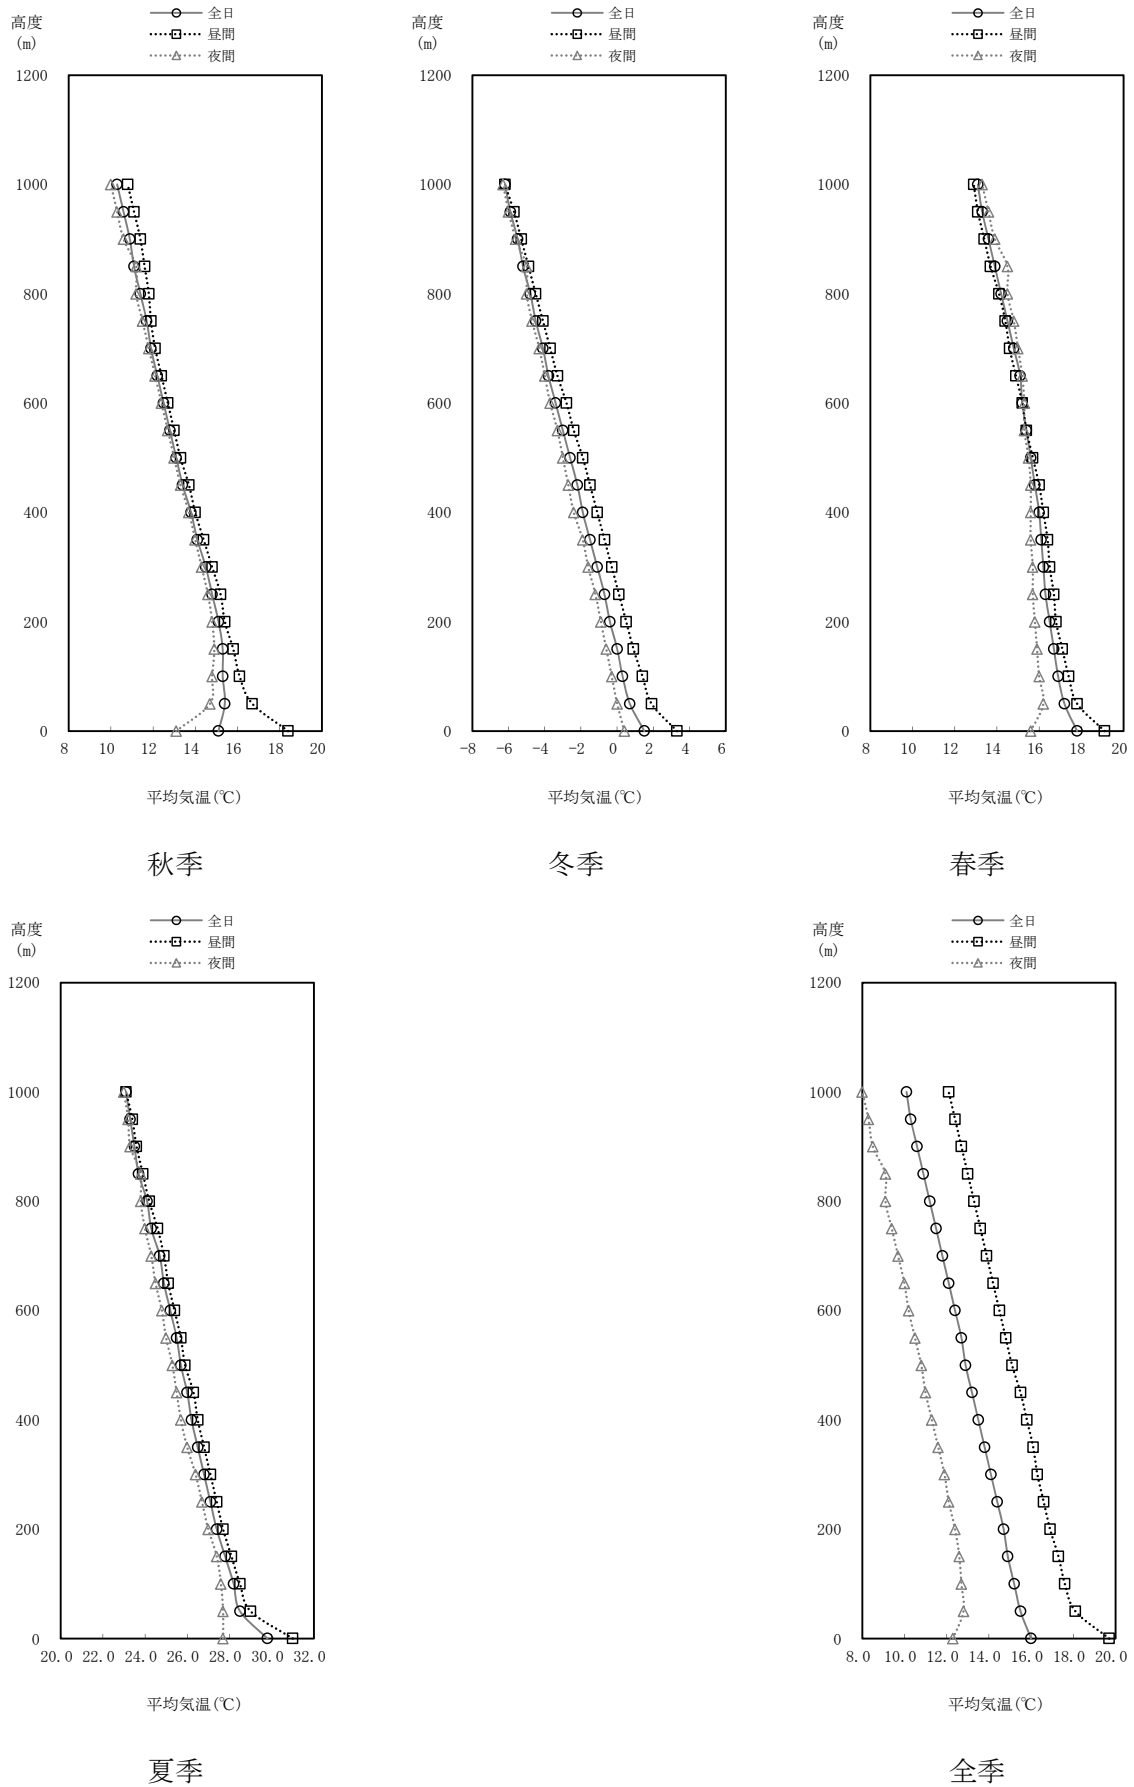 高度
(m)
全日
昼間
夜間
1200
1000
800
600
400
200
0
8 10 12 14 16 18 20
平均気温(℃)
秋季
高度
(m)
全日
昼間
夜間
1200
1000
800
600
400
200
0
-8 -6 -4 -2 0 2 4 6
平均気温(℃)
冬季
高度
(m)
全日
昼間
夜間
1200
1000
800
600
400
200
0
8 10 12 14 16 18 20
平均気温(℃)
春季
高度
(m)
全日
昼間
夜間
1200
1000
800
600
400
200
0
20.0 22.0 24.0 26.0 28.0 30.0 32.0
平均気温(℃)
夏季
高度
(m)
全日
昼間
夜間
1200
1000
800
600
400
200
0
8.0 10.0 12.0 14.0 16.0 18.0 20.0
平均気温(℃)
全季